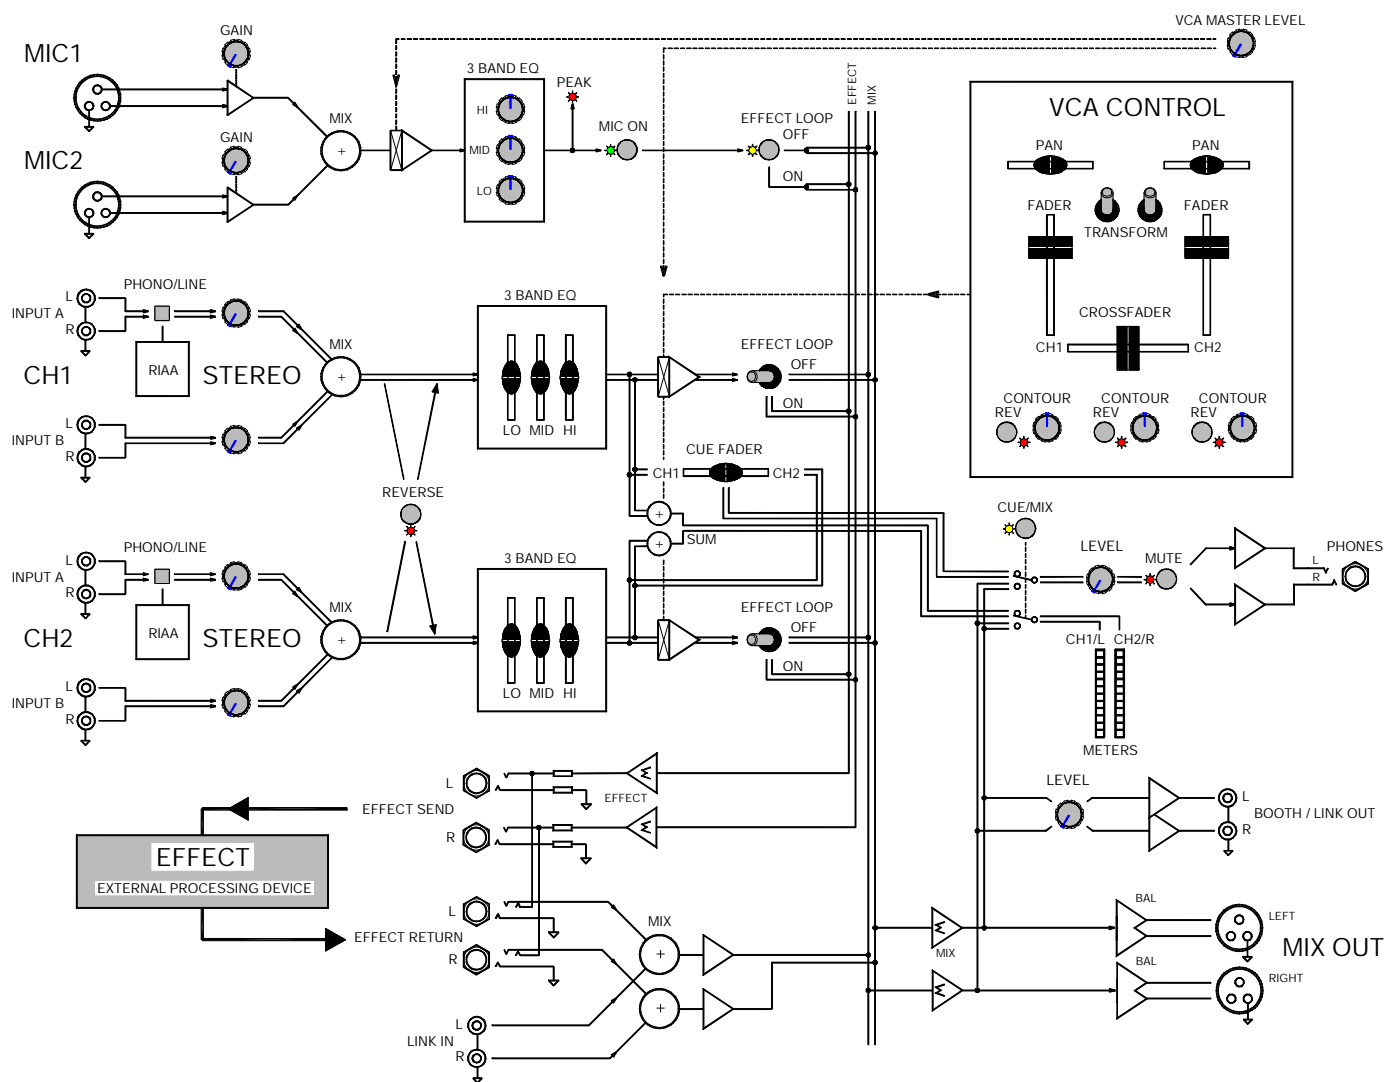 VCA MASTER LEVEL
GAIN
MIC1
3 BAND EQ
PEAK
EFFECT
MIX
HI
MIX
MIC ON
EFFECT LOOP
OFF
GAIN
MID
MIC2
ON
LO
VCA CONTROL
PAN
PAN
FADER
FADER
TRANSFORM
CROSSFADER
CH1
CH2
CONTOUR
CONTOUR
CONTOUR
REV
REV
REV
PHONO/LINE
L
INPUT A
R
MIX
3 BAND EQ
EFFECT LOOP
OFF
CH1
RIAA
STEREO
ON
L
INPUT B
R
LO
MID
HI
CUE FADER
CH1
CH2
REVERSE
SUM
CUE/MIX
LEVEL
MUTE
PHONES
L
R
PHONO/LINE
L
INPUT A
R
MIX
3 BAND EQ
EFFECT LOOP
OFF
CH2
RIAA
STEREO
ON
L
INPUT B
R
LO
MID
HI
CH1/L
CH2/R
METERS
L
EFFECT
EFFECT SEND
R
LEVEL
L
BOOTH / LINK OUT
R
EFFECT
EXTERNAL PROCESSING DEVICE
L
EFFECT RETURN
R
MIX
MIX
BAL
LEFT
MIX OUT
BAL
RIGHT
L
LINK IN
R